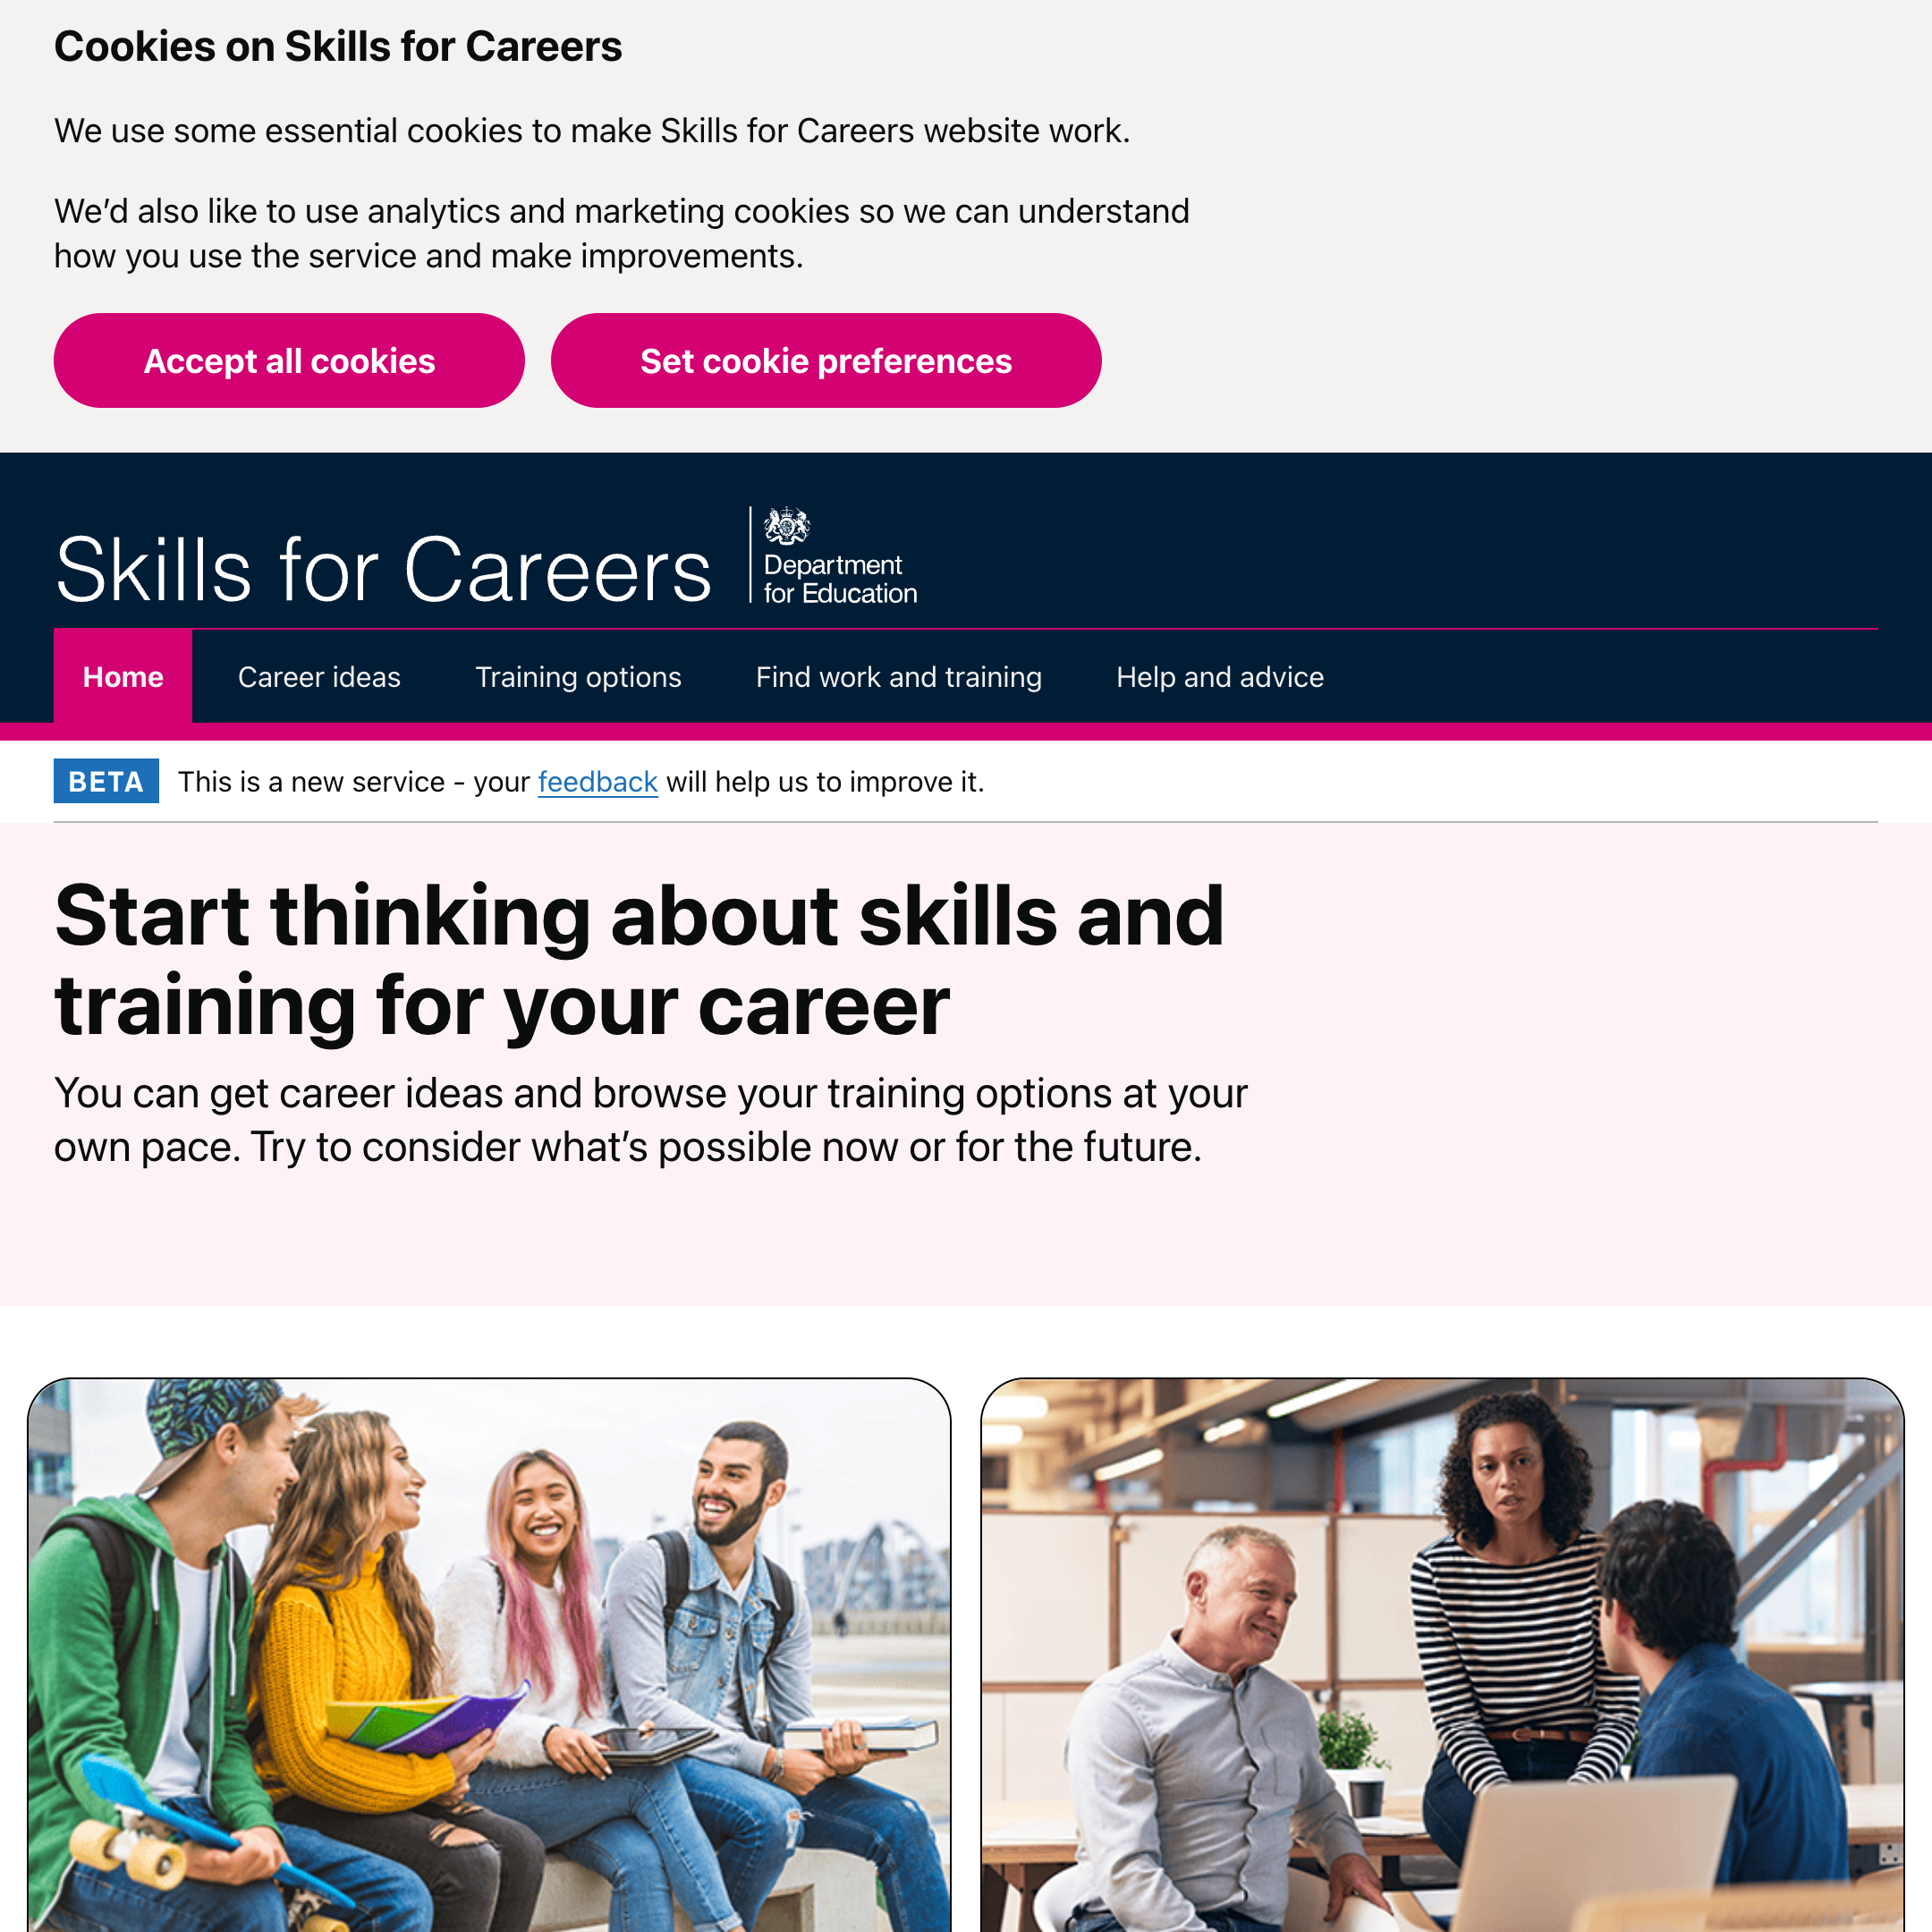 Cookies on Skills for Careers
We use some essential cookies to make Skills for Careers website work.
We’d also like to use analytics and marketing cookies so we can understand
how you use the service and make improvements.
Accept all cookies
Set cookie preferences
Skills for Careers
Department
for Education
Home
Career ideas
Training options
Find work and training
Help and advice
BETA
This is a new service - your feedback will help us to improve it.
Start thinking about skills and
training for your career
You can get career ideas and browse your training options at your
own pace. Try to consider what’s possible now or for the future.